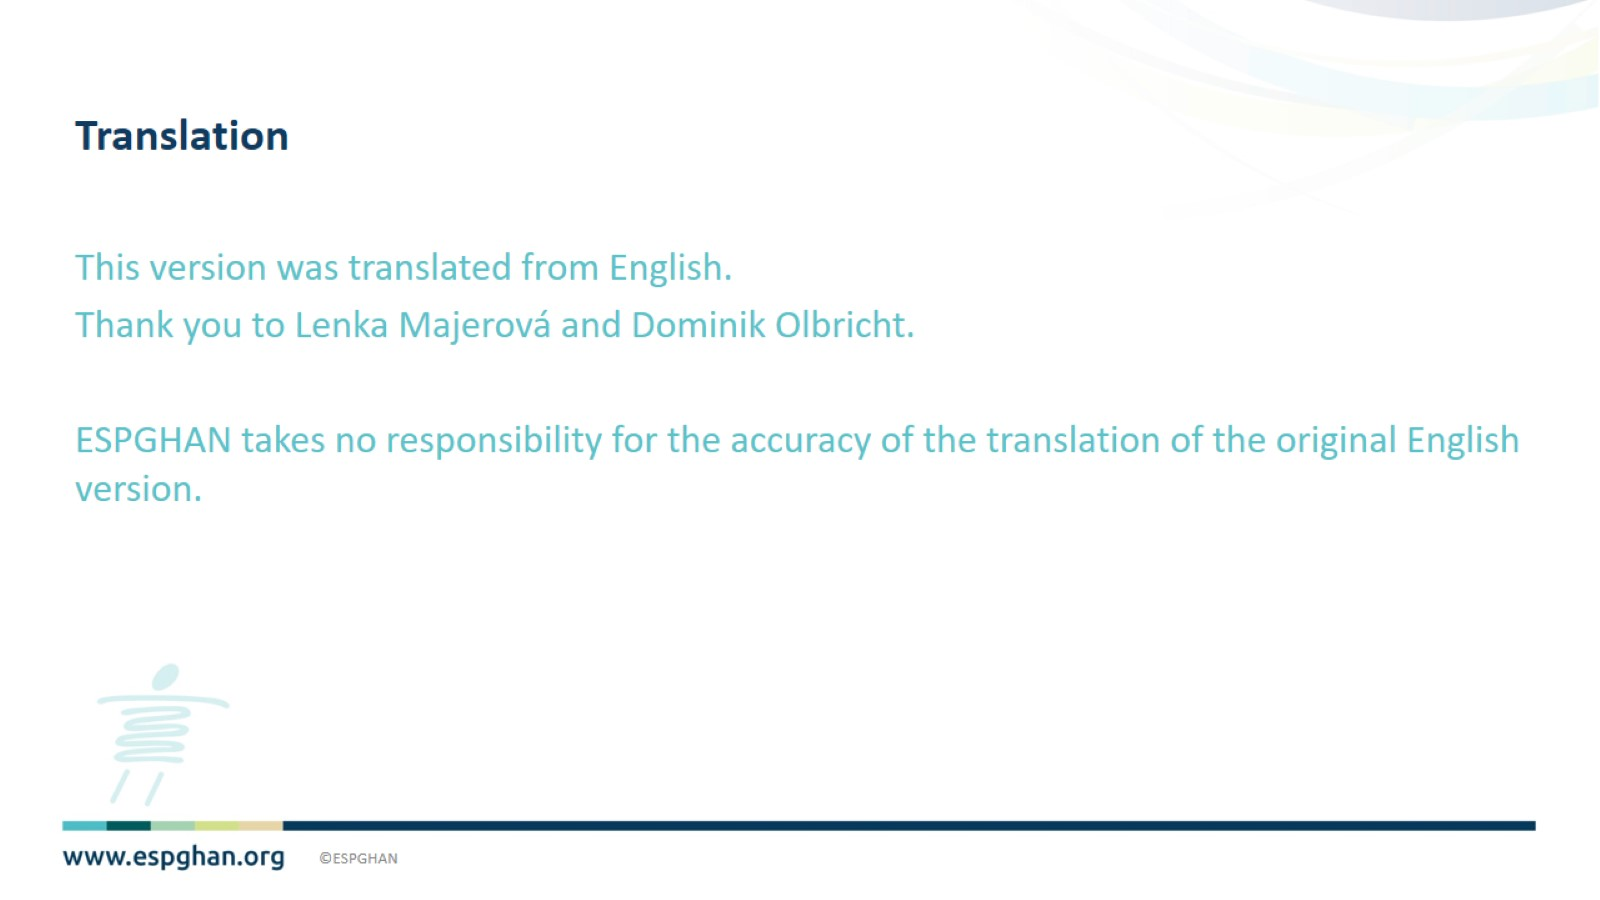 Translation
This version was translated from English.
Thank you to Lenka Majerová and Dominik Olbricht.
ESPGHAN takes no responsibility for the accuracy of the translation of the original English
version.
www.espghan.org
©ESPGHAN